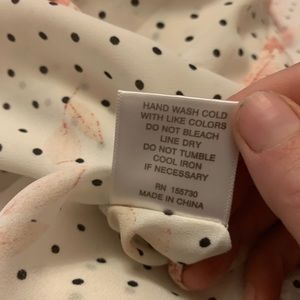 HAND WASH COLD
WITH LIKE COLORS
DO NOT BLEACH
LINE DRY
DO NOT TUMBLE
COOL IRON
IF NECESSARY
RN 155730
MADE IN CHINA